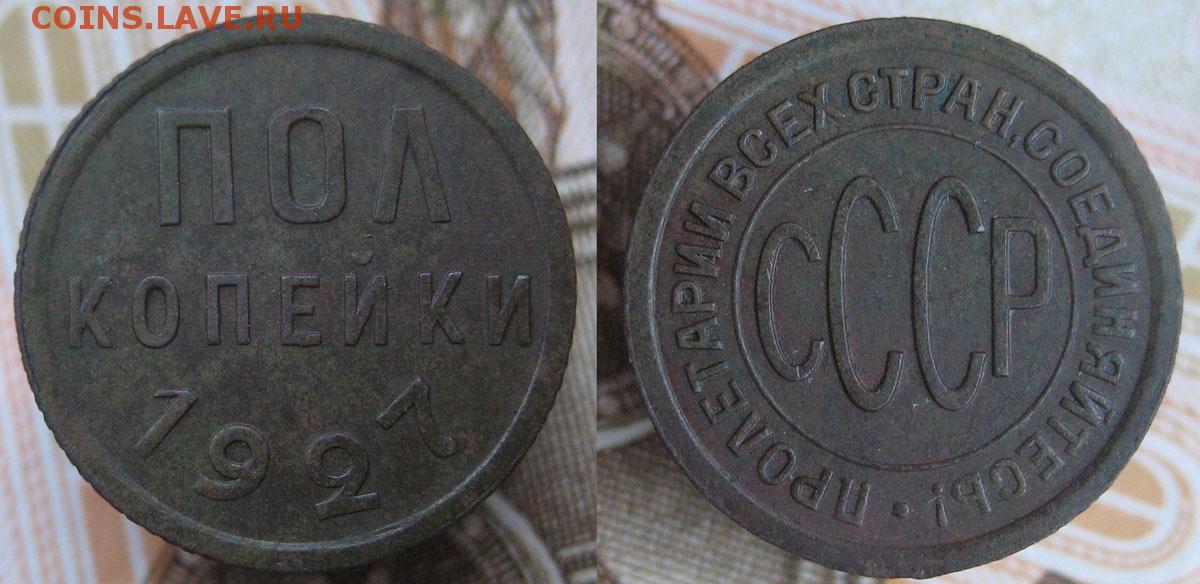 COINS.LAVE.RU
ПОЛ
КОПЕЙКИ
1927
ПРОЛЕТАРИИ ВСЕХ СТРАН, СОЕДИНЯЙТЕСЬ!
СССР